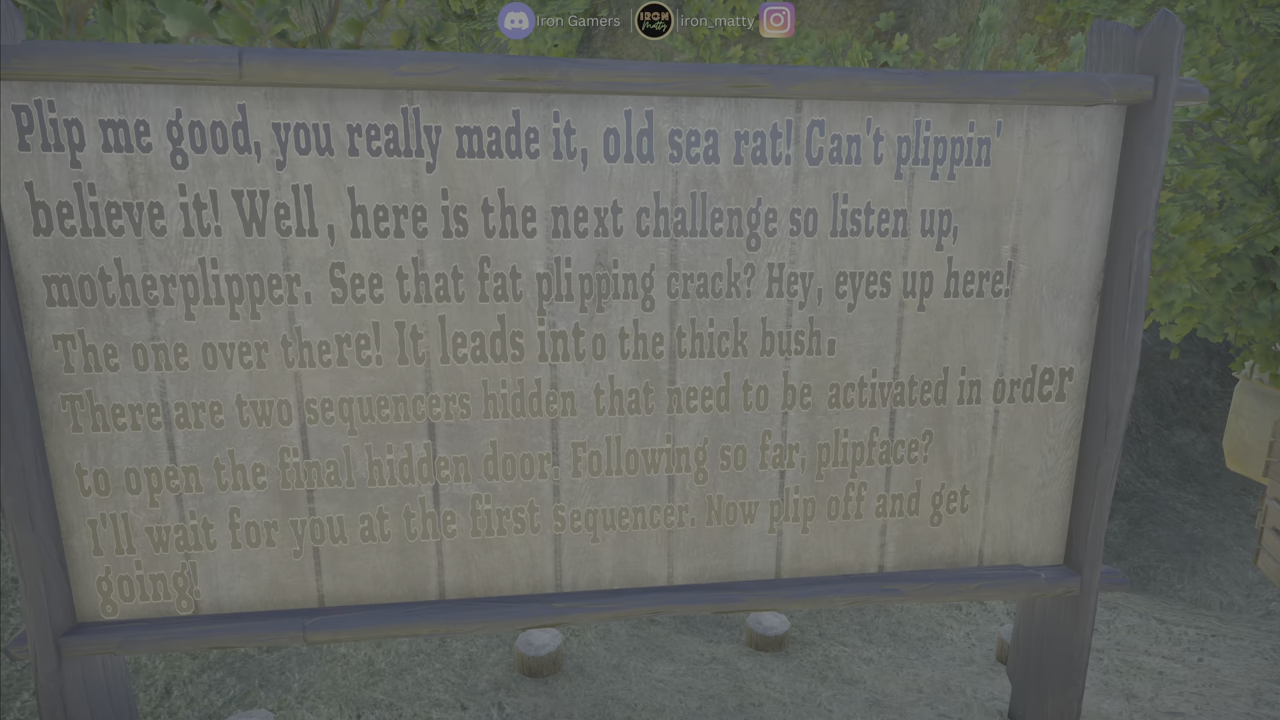 Iron Gamers
IRON Matty
iron_matty
Plip me good, you really made it, old sea rat! Can't plippin'
believe it! Well, here is the next challenge so listen up,
motherplipper. See that fat plipping crack? Hey, eyes up here!
The one over there! It leads into the thick bush.
There are two sequencers hidden that need to be activated in order
to open the final hidden door. Following so far, plipface?
I'll wait for you at the first sequencer. Now plip off and get
going!